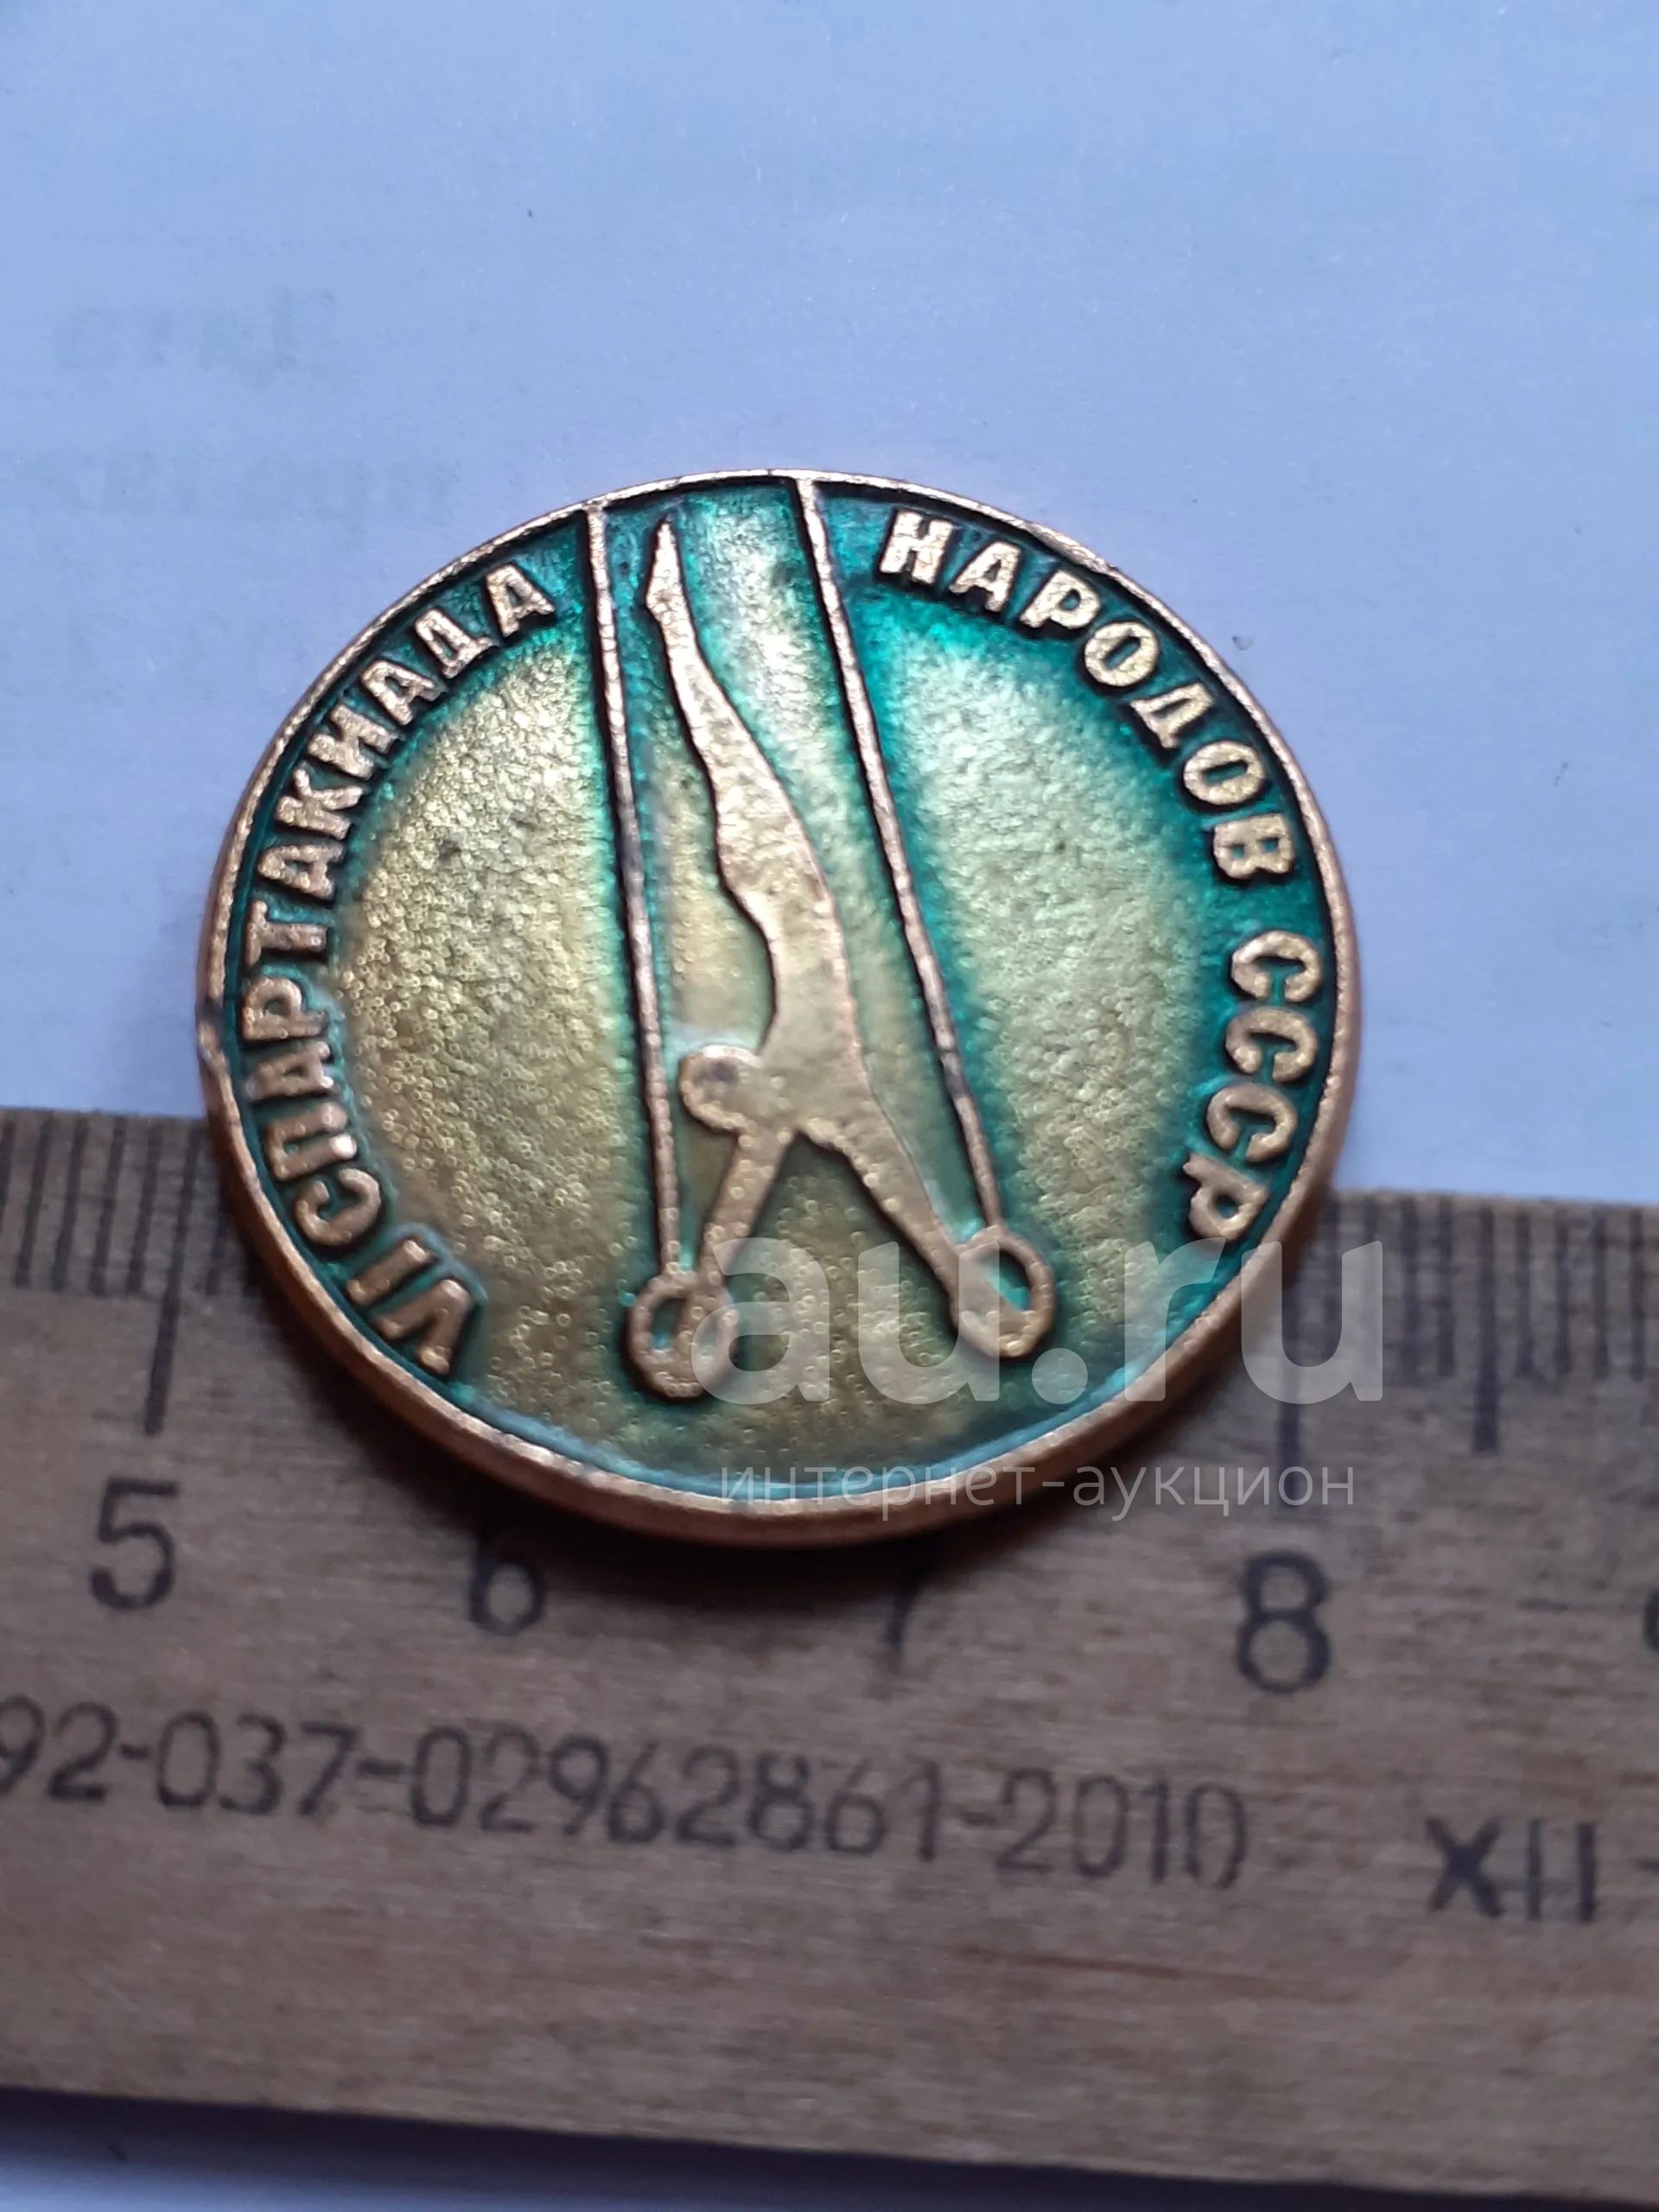 VI СПАРТАКИАДА НАРОДОВ СССР
au.ru
интернет-аукцион
5 6 7 8
92-037-02962861-2010 XII